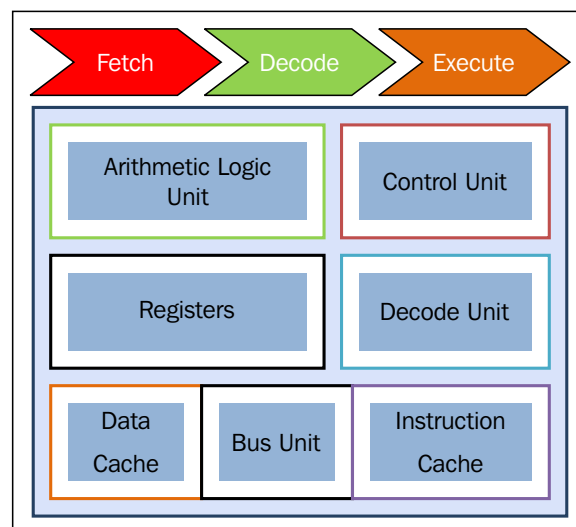 Fetch
Decode
Execute
Arithmetic Logic
Unit
Control Unit
Registers
Decode Unit
Data
Cache
Bus Unit
Instruction
Cache